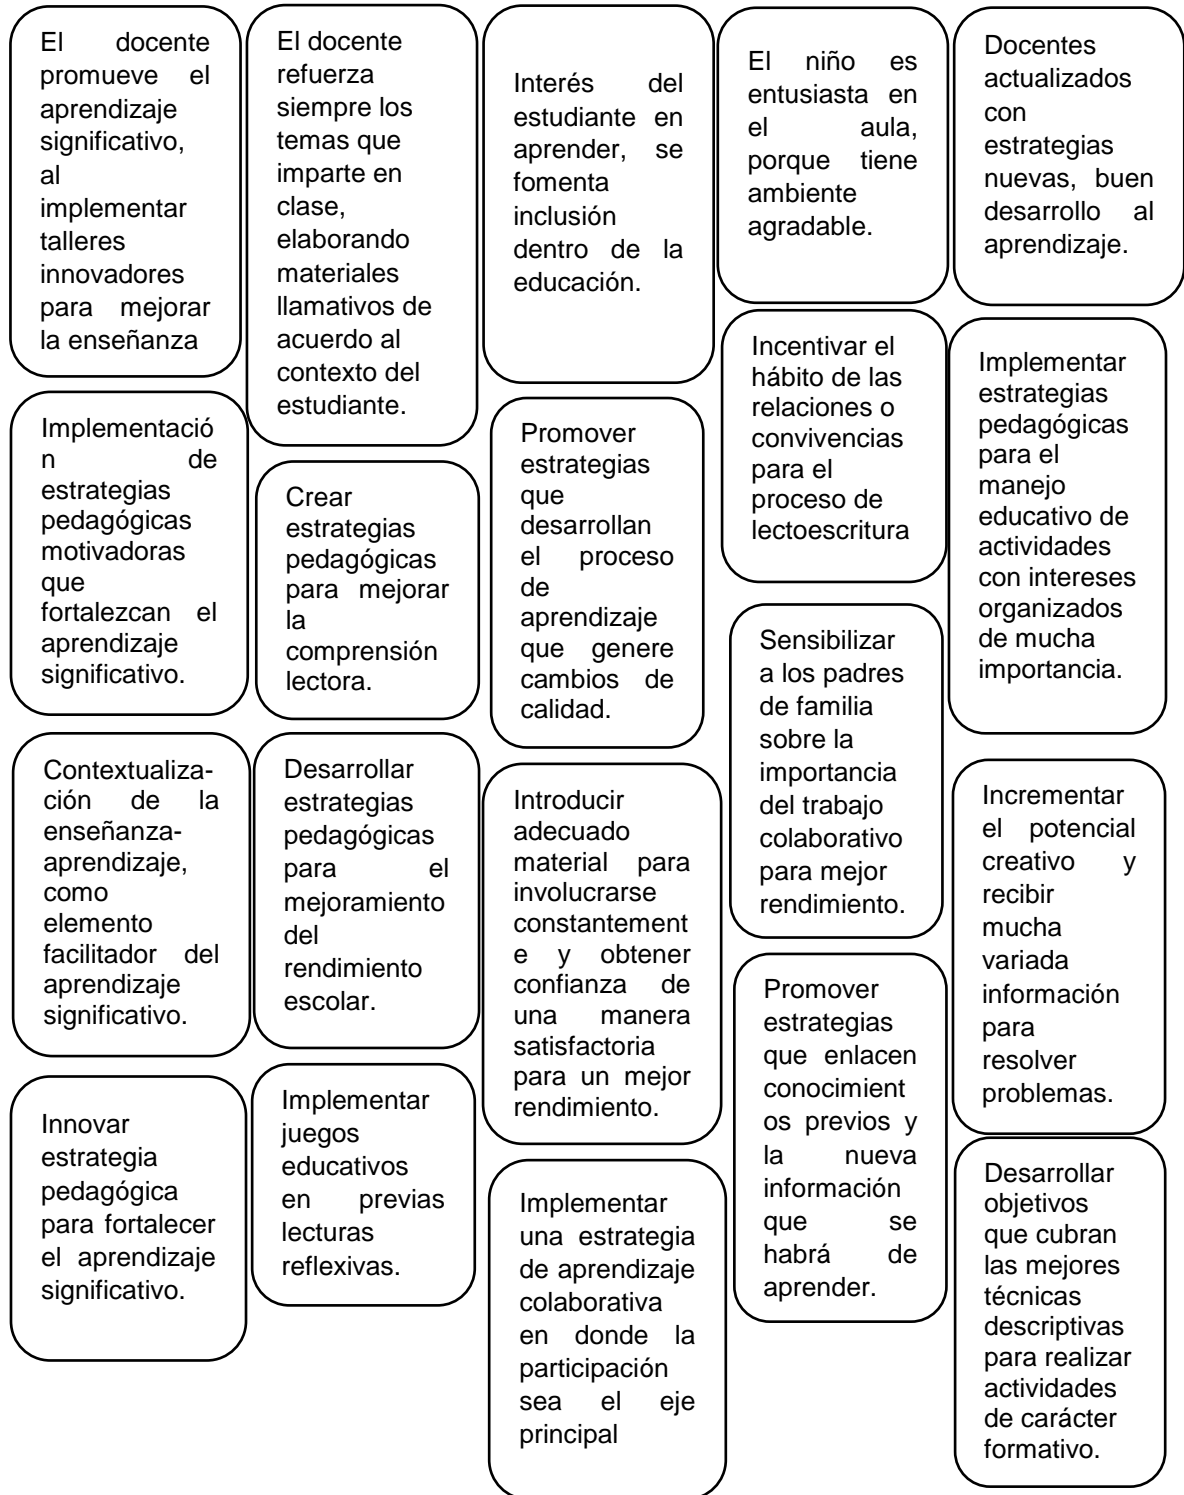 El docente
promueve el
aprendizaje
significativo,
al
implementar
talleres
innovadores
para mejorar
la enseñanza
El docente
refuerza
siempre los
temas que
imparte en
clase,
elaborando
materiales
llamativos de
acuerdo al
contexto del
estudiante.
Interés del
estudiante en
aprender, se
fomenta
inclusión
dentro de la
educación.
El niño es
entusiasta en
el aula,
porque tiene
ambiente
agradable.
Docentes
actualizados
con
estrategias
nuevas, buen
desarrollo al
aprendizaje.
Implementació
n de
estrategias
pedagógicas
motivadoras
que
fortalezcan el
aprendizaje
significativo.
Crear
estrategias
pedagógicas
para mejorar
la
comprensión
lectora.
Promover
estrategias
que
desarrollan
el proceso
de
aprendizaje
que genere
cambios de
calidad.
Incentivar el
hábito de las
relaciones o
convivencias
para el
proceso de
lectoescritura
Implementar
estrategias
pedagógicas
para el
manejo
educativo de
actividades
con intereses
organizados
de mucha
importancia.
Contextualiza-
ción de la
enseñanza-
aprendizaje,
como
elemento
facilitador del
aprendizaje
significativo.
Desarrollar
estrategias
pedagógicas
para el
mejoramiento
del
rendimiento
escolar.
Introducir
adecuado
material para
involucrarse
constantement
e y obtener
confianza de
una manera
satisfactoria
para un mejor
rendimiento.
Sensibilizar
a los padres
de familia
sobre la
importancia
del trabajo
colaborativo
para mejor
rendimiento.
Incrementar
el potencial
creativo y
recibir
mucha
variada
información
para
resolver
problemas.
Innovar
estrategia
pedagógica
para fortalecer
el aprendizaje
significativo.
Implementar
juegos
educativos
en previas
lecturas
reflexivas.
Implementar
una estrategia
de aprendizaje
colaborativa
en donde la
participación
sea el eje
principal
Promover
estrategias
que enlacen
conocimient
os previos y
la nueva
información
que se
habrá de
aprender.
Desarrollar
objetivos
que cubran
las mejores
técnicas
descriptivas
para realizar
actividades
de carácter
formativo.